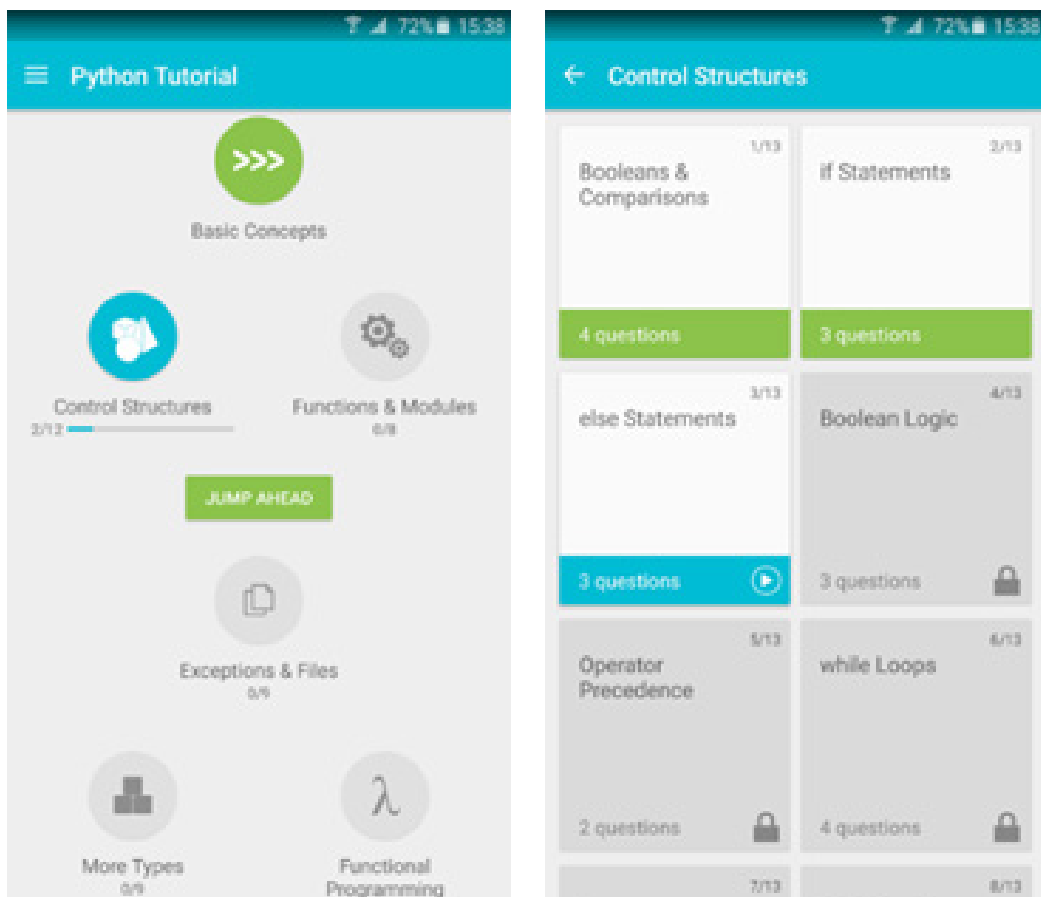 72% 15:38
Python Tutorial
>>>
Basic Concepts
Control Structures
2/12
Functions & Modules
0/8
JUMP AHEAD
Exceptions & Files
0/9
More Types
0/9
λ
Functional
Programming
72% 15:38
Control Structures
1/13
Booleans &
Comparisons
4 questions
2/13
if Statements
3 questions
3/13
else Statements
3 questions
4/13
Boolean Logic
3 questions
5/13
Operator
Precedence
2 questions
6/13
while Loops
4 questions
7/13
8/13